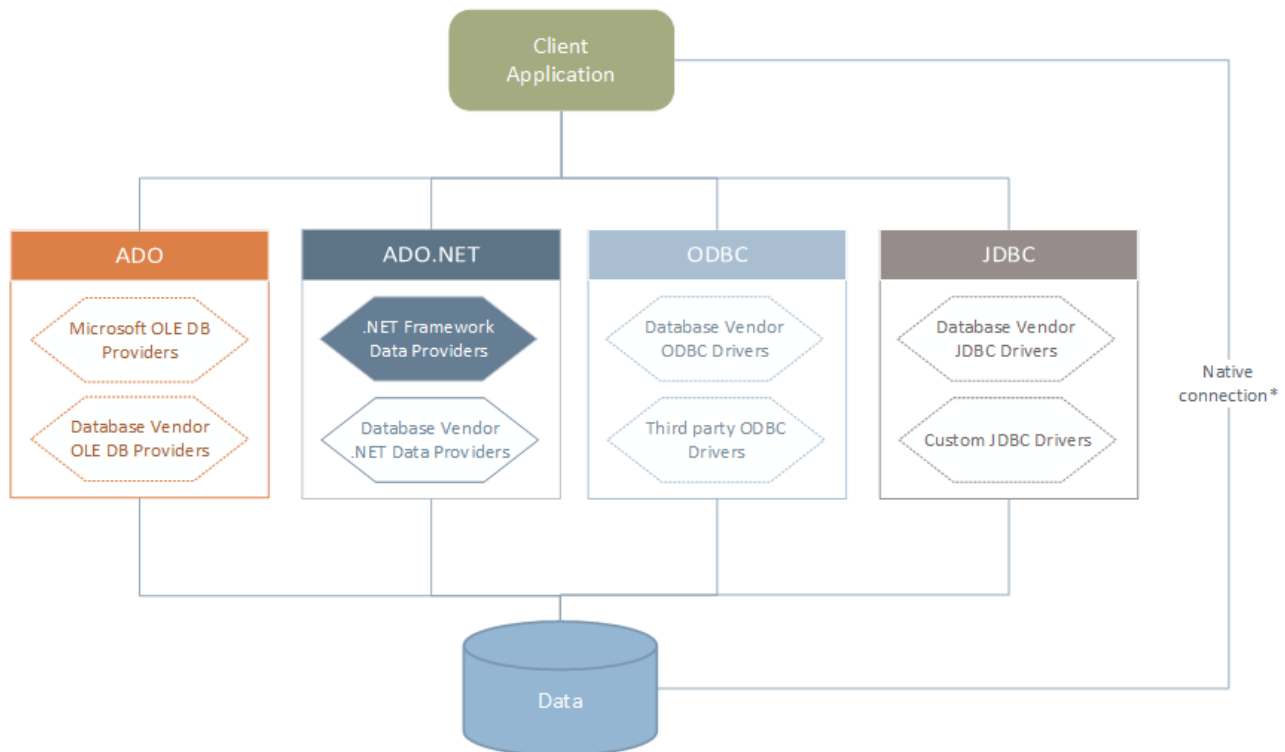 Client
Application
ADO
ADO.NET
ODBC
JDBC
Microsoft OLE DB
Providers
.NET Framework
Data Providers
Database Vendor
ODBC Drivers
Database Vendor
JDBC Drivers
Native
connection*
Database Vendor
OLE DB Providers
Database Vendor
.NET Data Providers
Third party ODBC
Drivers
Custom JDBC Drivers
Data